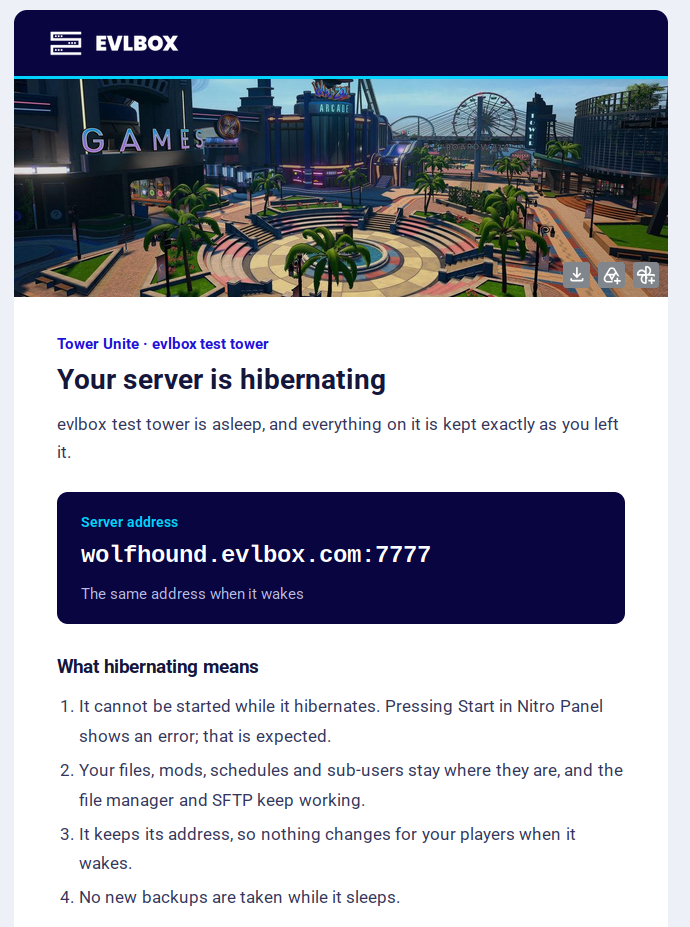 EVLBOX
GAMES
ARCADE
Tower Unite · evlbox test tower
Your server is hibernating
evlbox test tower is asleep, and everything on it is kept exactly as you left
it.
Server address
wolfhound.evlbox.com:7777
The same address when it wakes
What hibernating means
1. It cannot be started while it hibernates. Pressing Start in Nitro Panel
shows an error; that is expected.
2. Your files, mods, schedules and sub-users stay where they are, and the
file manager and SFTP keep working.
3. It keeps its address, so nothing changes for your players when it
wakes.
4. No new backups are taken while it sleeps.